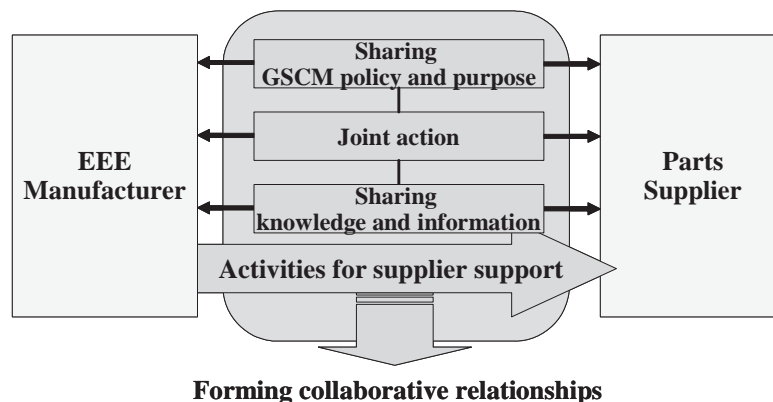 Sharing
GSCM policy and purpose
Joint action
EEE
Manufacturer
Parts
Supplier
Sharing
knowledge and information
Activities for supplier support
Forming collaborative relationships